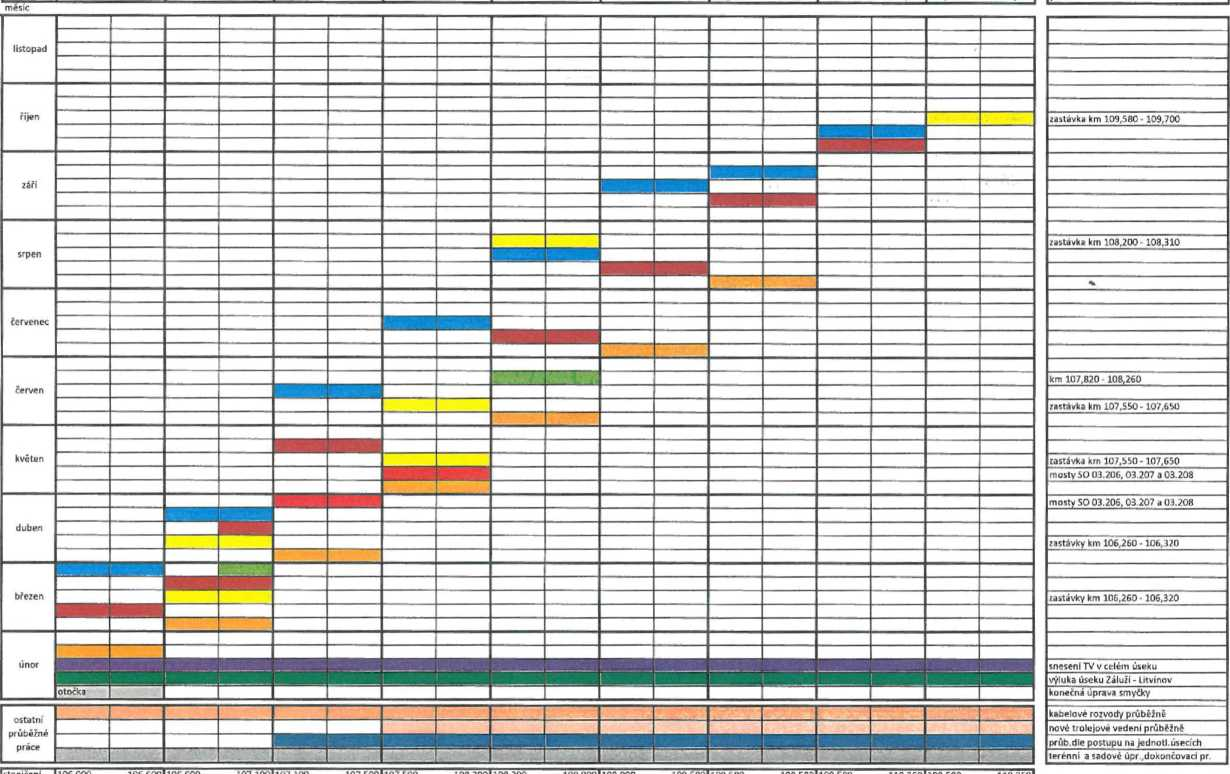 měsíc
listopad
říjen
zastávka km 109,580 - 109,700
září
zastávka km 108,200 - 108,310
srpen
červenec
km 107,820 - 108,260
červen
zastávka km 107,550 - 107,650
květen
zastávka km 107,550 - 107,650
mosty SO 03.206, 03.207 a 03.208
mosty SO 03.206, 03.207 a 03.208
duben
zastávky km 106,260 - 106,320
březen
zastávky km 106,260 - 106,320
únor
snesení TV v celém úseku
výluka úseku Záluží - Litvínov
otočka
konečná úprava smyčky
ostatní
průběžné
práce
kabelové rozvody průběžně
nové trolejové vedení průběžně
průb.dle postupu na jednotl.úsecích
terénní a sadové úpr.,dokončovací pr.